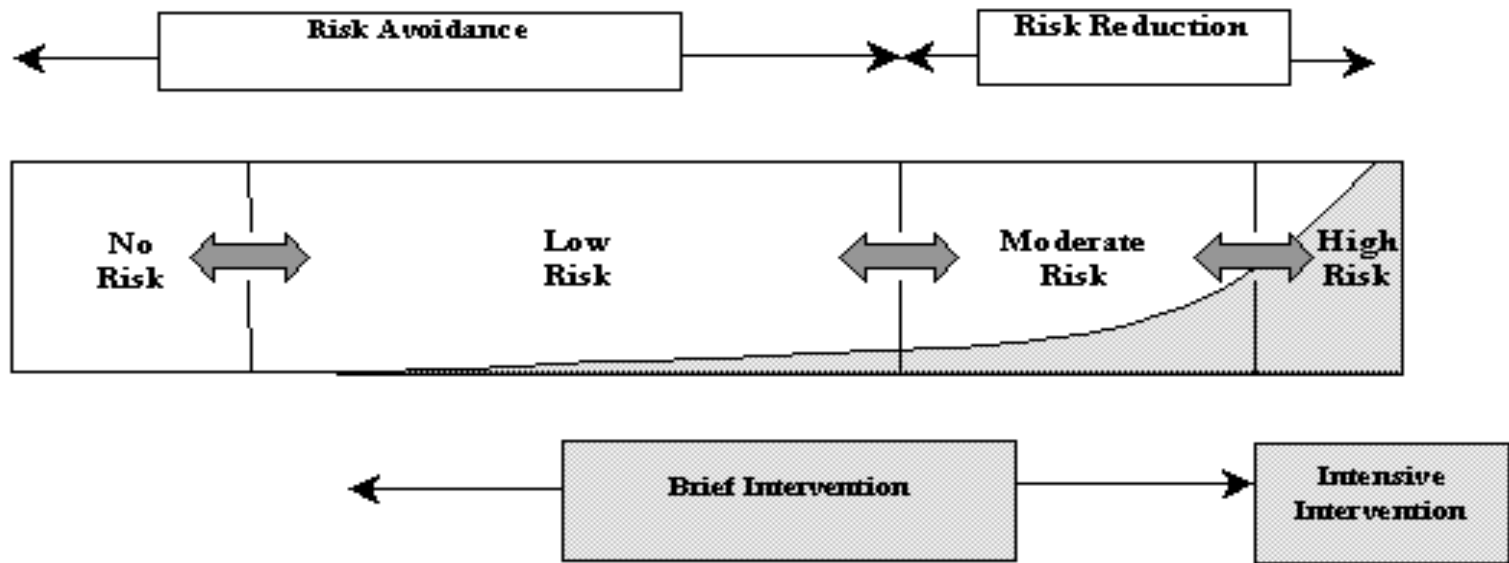 Risk Avoidance
Risk Reduction
No
Risk
Low
Risk
Moderate
Risk
High
Risk
Brief Intervention
Intensive
Intervention